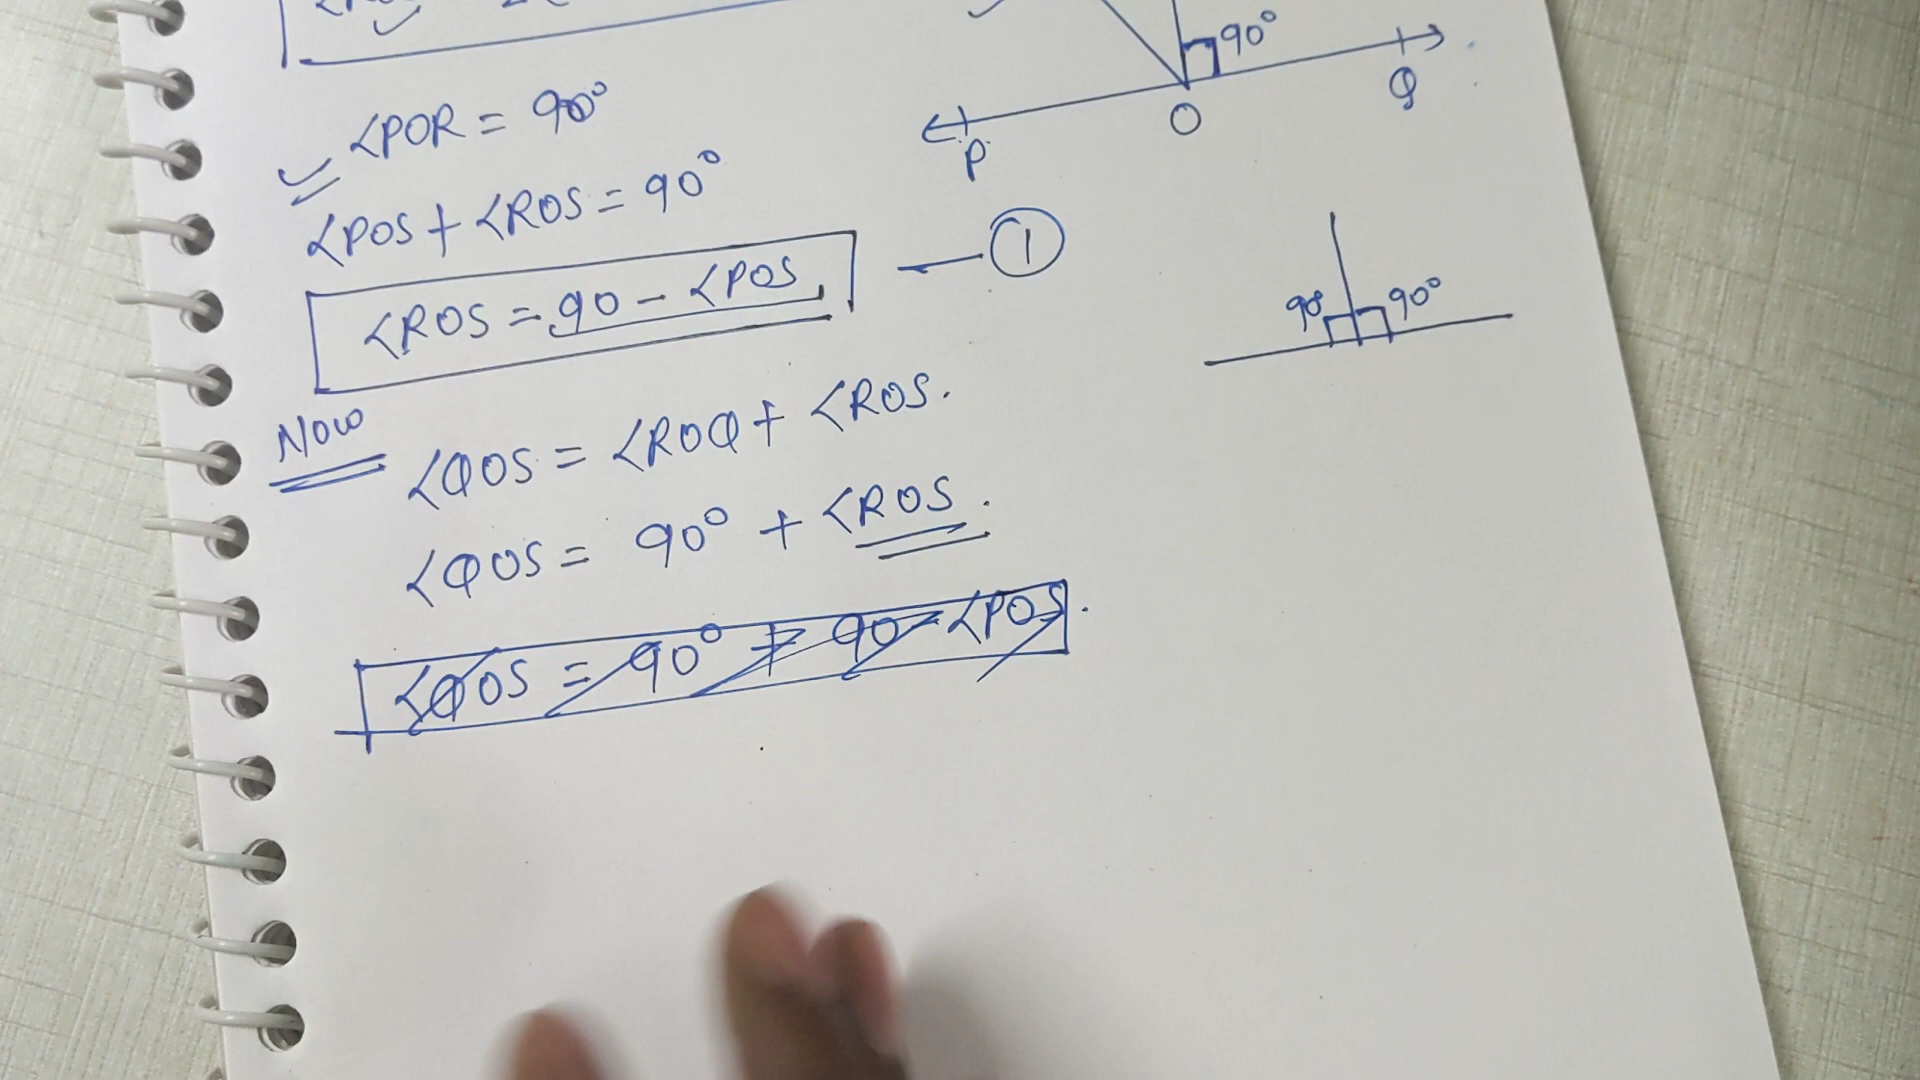 90°
Q
O
P
∠POR = 90°
∠POS + ∠ROS = 90°
∠ROS = 90 - ∠POS — 1
90° 90°
Now
∠QOS = ∠ROQ + ∠ROS.
∠QOS = 90° + ∠ROS.
∠QOS = 90° + 90 - ∠POS.